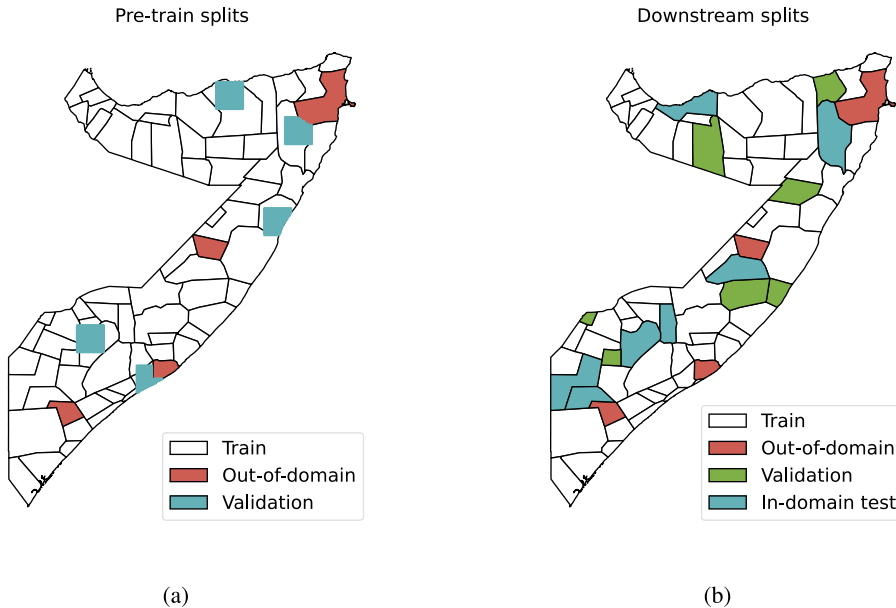 Pre-train splits
Downstream splits
Train
Out-of-domain
Validation
Train
Out-of-domain
Validation
In-domain test
(a)
(b)